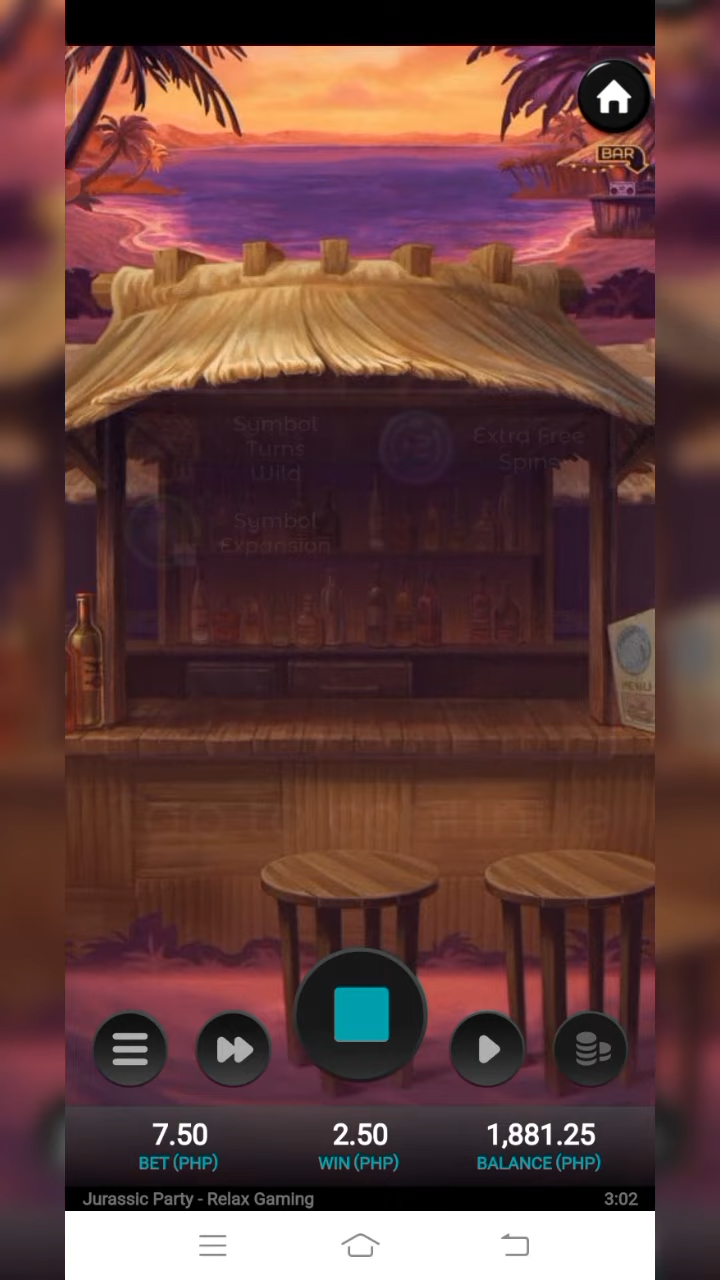 BAR
Symbol
Turns
Wild
Extra Free
Spins
Symbol
Expansion
MENU
7.50
2.50
1,881.25
BET (PHP)
WIN (PHP)
BALANCE (PHP)
Jurassic Party - Relax Gaming
3:02